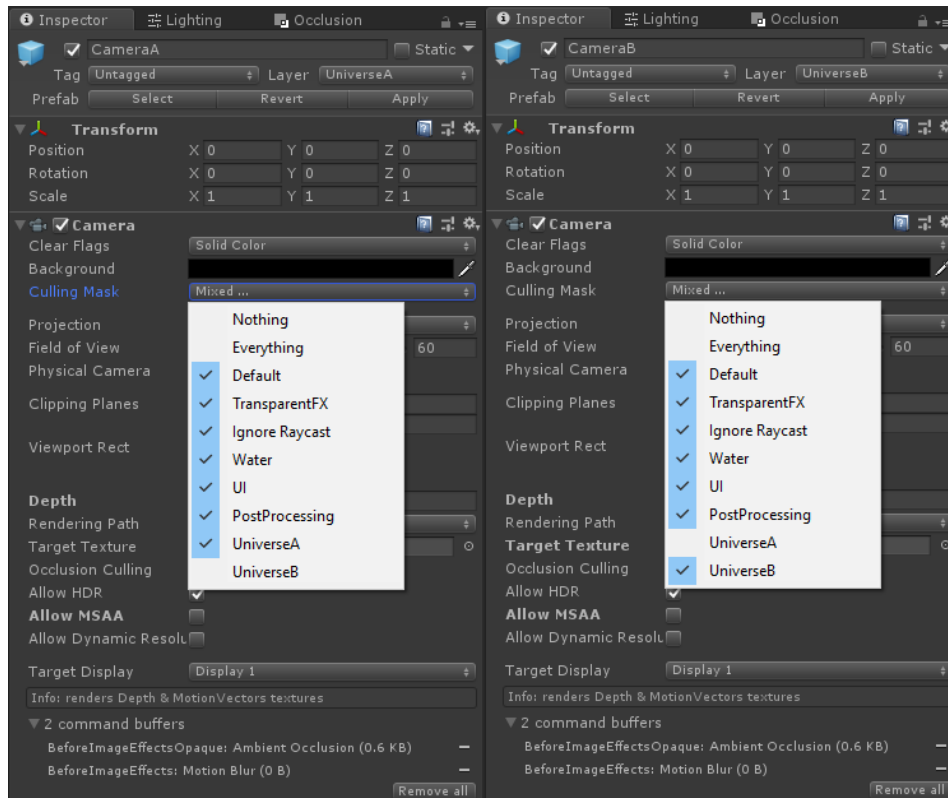 Inspector Lighting Occlusion
CameraA Static
Tag Untagged Layer UniverseA
Prefab Select Revert Apply
Transform
Position X 0 Y 0 Z 0
Rotation X 0 Y 0 Z 0
Scale X 1 Y 1 Z 1
Camera
Clear Flags Solid Color
Background
Culling Mask Mixed ...
Nothing
Everything
Default
TransparentFX
Ignore Raycast
Water
UI
PostProcessing
UniverseA
UniverseB
Projection
Field of View 60
Physical Camera
Clipping Planes
Viewport Rect
Depth
Rendering Path
Target Texture
Occlusion Culling
Allow HDR
Allow MSAA
Allow Dynamic Resolu
Target Display Display 1
Info: renders Depth & MotionVectors textures
2 command buffers
BeforeImageEffectsOpaque: Ambient Occlusion (0.6 KB)
BeforeImageEffects: Motion Blur (0 B)
Remove all
Inspector Lighting Occlusion
CameraB Static
Tag Untagged Layer UniverseB
Prefab Select Revert Apply
Transform
Position X 0 Y 0 Z 0
Rotation X 0 Y 0 Z 0
Scale X 1 Y 1 Z 1
Camera
Clear Flags Solid Color
Background
Culling Mask Mixed ...
Nothing
Everything
Default
TransparentFX
Ignore Raycast
Water
UI
PostProcessing
UniverseA
UniverseB
Projection
Field of View 60
Physical Camera
Clipping Planes
Viewport Rect
Depth
Rendering Path
Target Texture
Occlusion Culling
Allow HDR
Allow MSAA
Allow Dynamic Resolu
Target Display Display 1
Info: renders Depth & MotionVectors textures
2 command buffers
BeforeImageEffectsOpaque: Ambient Occlusion (0.6 KB)
BeforeImageEffects: Motion Blur (0 B)
Remove all